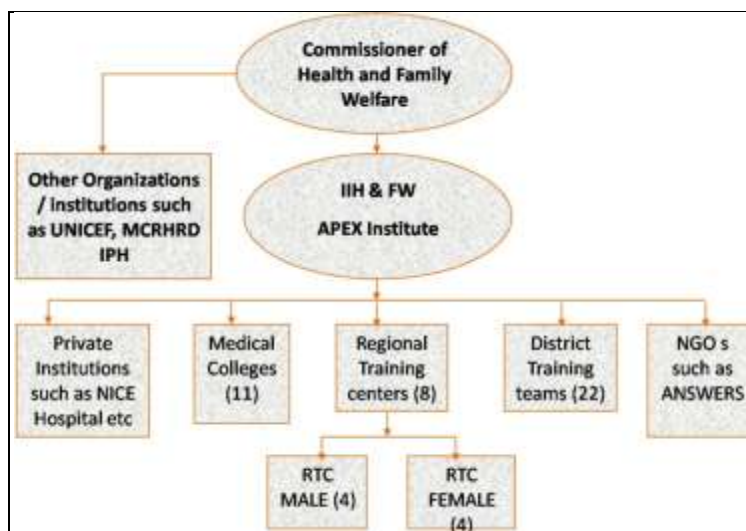 Commissioner of
Health and Family
Welfare
Other Organizations
/ institutions such
as UNICEF, MCRHRD
IPH
IIH & FW
APEX Institute
Private
Institutions
such as NICE
Hospital etc
Medical
Colleges
(11)
Regional
Training
centers (8)
District
Training
teams (22)
NGO s
such as
ANSWERS
RTC
MALE (4)
RTC
FEMALE
(4)